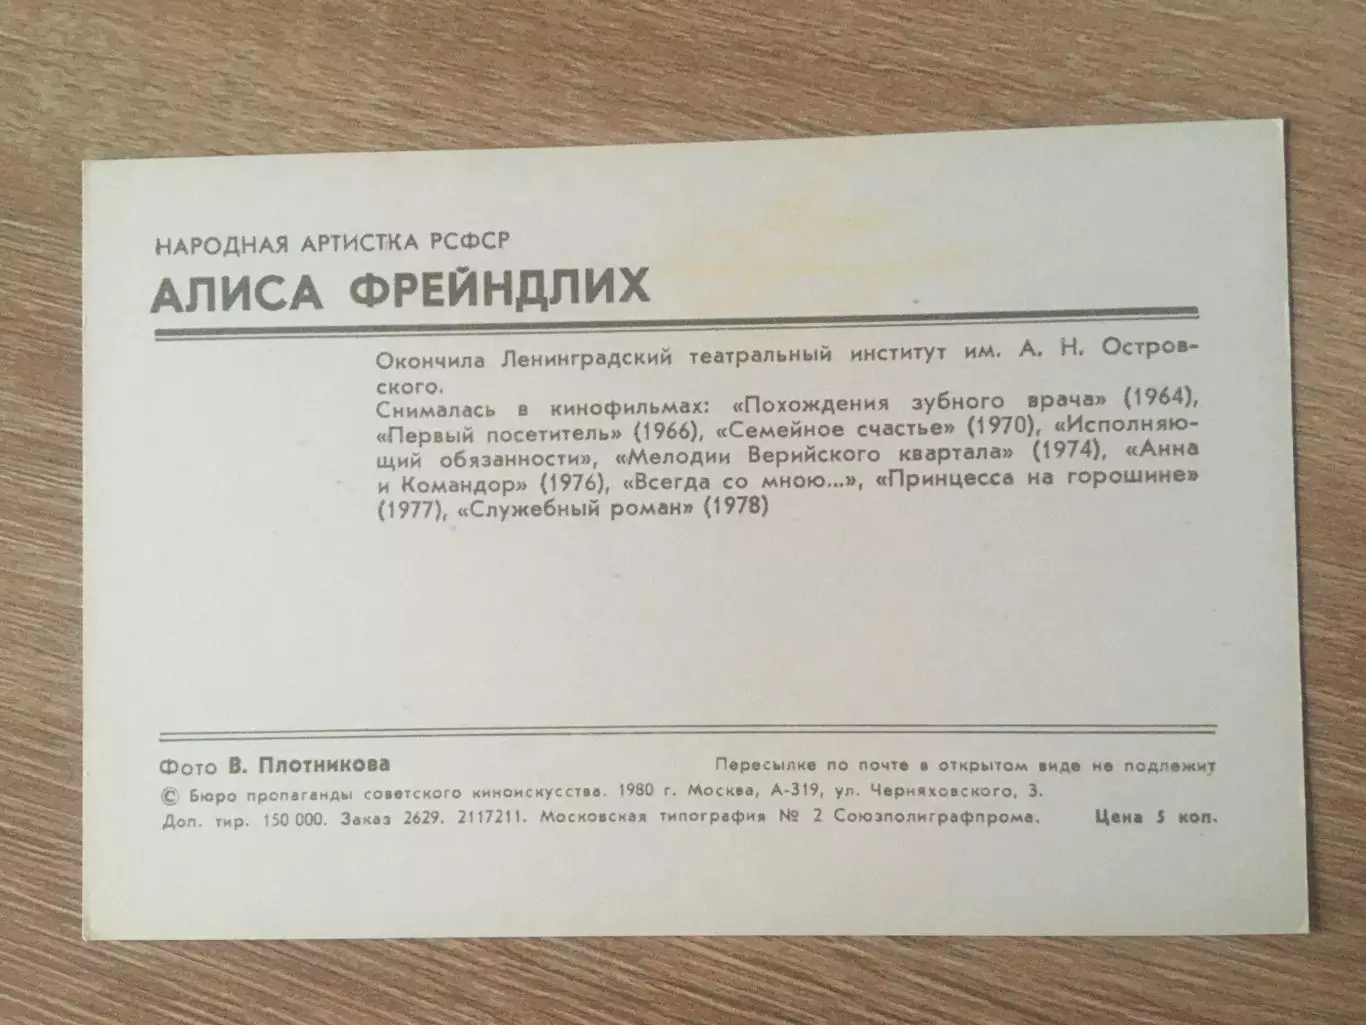 НАРОДНАЯ АРТИСТКА РСФСР
АЛИСА ФРЕЙНДЛИХ
Окончила Ленинградский театральный институт им. А. Н. Остров-
ского.
Снималась в кинофильмах: «Похождения зубного врача» (1964),
«Первый посетитель» (1966), «Семейное счастье» (1970), «Исполняю-
щий обязанности», «Мелодии Верийского квартала» (1974), «Анна
и Командор» (1976), «Всегда со мною...», «Принцесса на горошине»
(1977), «Служебный роман» (1978)
Фото В. Плотникова
Пересылке по почте в открытом виде не подлежит
© Бюро пропаганды советского киноискусства. 1980 г. Москва, А-319, ул. Черняховского, 3.
Доп. тир. 150 000. Заказ 2629. 2117211. Московская типография № 2 Союзполиграфпрома. Цена 5 коп.